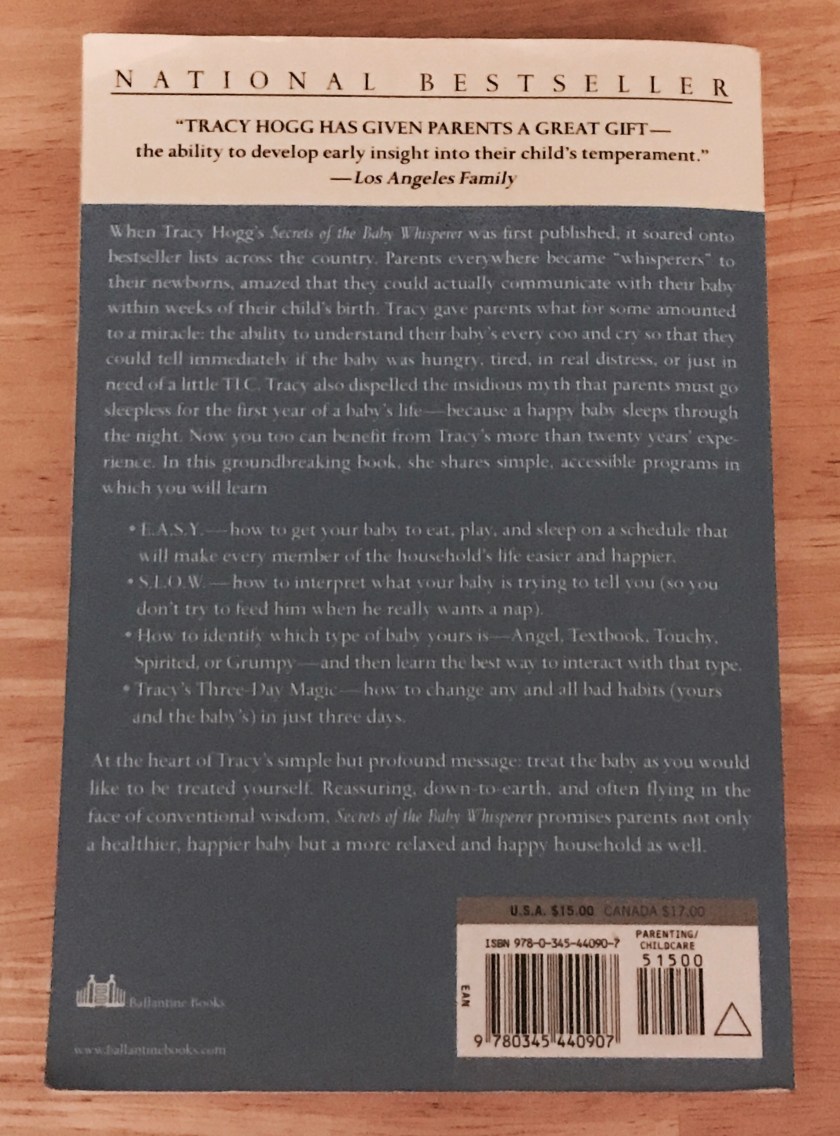 NATIONAL BESTSELLER
“TRACY HOGG HAS GIVEN PARENTS A GREAT GIFT—
the ability to develop early insight into their child’s temperament.”
—Los Angeles Family
When Tracy Hogg’s Secrets of the Baby Whisperer was first published, it soared onto
bestseller lists across the country. Parents everywhere became “whisperers” to
their newborns, amazed that they could actually communicate with their baby
within weeks of their child’s birth. Tracy gave parents what for some amounted
to a miracle: the ability to understand their baby’s every coo and cry so that they
could tell immediately if the baby was hungry, tired, in real distress, or just in
need of a little TLC. Tracy also dispelled the insidious myth that parents must go
sleepless for the first year of a baby’s life—because a happy baby sleeps through
the night. Now you too can benefit from Tracy’s more than twenty years’ expe-
rience. In this groundbreaking book, she shares simple, accessible programs in
which you will learn
• E.A.S.Y.—how to get your baby to eat, play, and sleep on a schedule that
will make every member of the household’s life easier and happier.
• S.L.O.W.—how to interpret what your baby is trying to tell you (so you
don’t try to feed him when he really wants a nap).
• How to identify which type of baby yours is—Angel, Textbook, Touchy,
Spirited, or Grumpy—and then learn the best way to interact with that type.
• Tracy’s Three-Day Magic—how to change any and all bad habits (yours
and the baby’s) in just three days.
At the heart of Tracy’s simple but profound message: treat the baby as you would
like to be treated yourself. Reassuring, down-to-earth, and often flying in the
face of conventional wisdom, Secrets of the Baby Whisperer promises parents not only
a healthier, happier baby but a more relaxed and happy household as well.
U.S.A. $15.00 CANADA $17.00
ISBN 978-0-345-44090-7
PARENTING/
CHILDCARE
51500
EAN
9 780345 440907
Ballantine Books
www.ballantinebooks.com